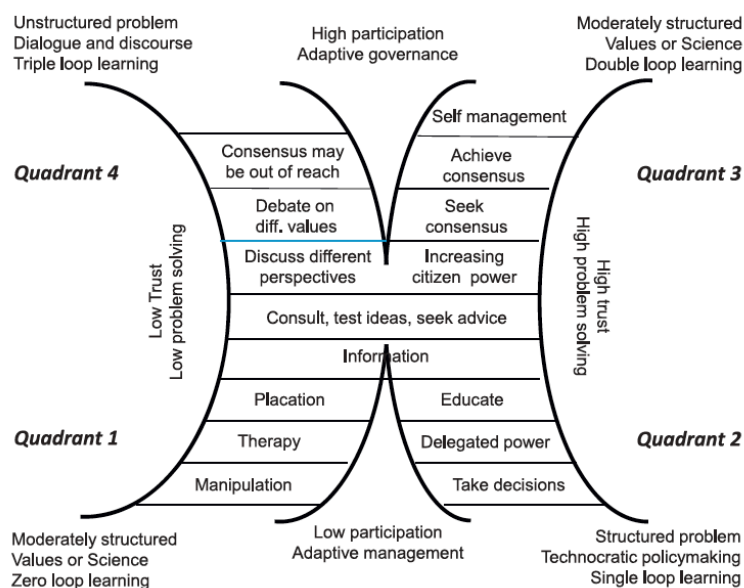 Unstructured problem
Dialogue and discourse
Triple loop learning
High participation
Adaptive governance
Moderately structured
Values or Science
Double loop learning
Quadrant 4
Quadrant 3
Self management
Consensus may
be out of reach
Achieve
consensus
Debate on
diff. values
Seek
consensus
Discuss different
perspectives
Increasing
citizen power
Low Trust
Low problem solving
High trust
High problem solving
Consult, test ideas, seek advice
Information
Placation
Educate
Quadrant 1
Quadrant 2
Therapy
Delegated power
Manipulation
Take decisions
Moderately structured
Values or Science
Zero loop learning
Low participation
Adaptive management
Structured problem
Technocratic policymaking
Single loop learning